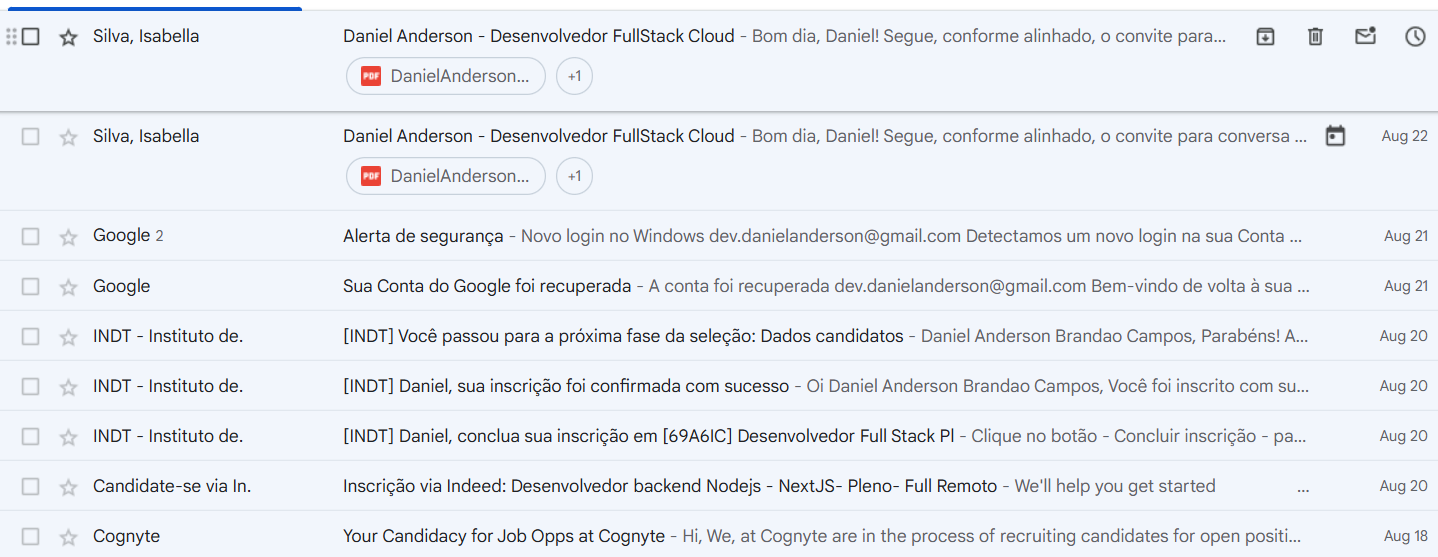 Silva, Isabella Daniel Anderson - Desenvolvedor FullStack Cloud - Bom dia, Daniel! Segue, conforme alinhado, o convite para...
PDF DanielAnderson... +1
Silva, Isabella Daniel Anderson - Desenvolvedor FullStack Cloud - Bom dia, Daniel! Segue, conforme alinhado, o convite para conversa ... Aug 22
PDF DanielAnderson... +1
Google 2 Alerta de segurança - Novo login no Windows dev.danielanderson@gmail.com Detectamos um novo login na sua Conta ... Aug 21
Google Sua Conta do Google foi recuperada - A conta foi recuperada dev.danielanderson@gmail.com Bem-vindo de volta à sua ... Aug 21
INDT - Instituto de. [INDT] Você passou para a próxima fase da seleção: Dados candidatos - Daniel Anderson Brandao Campos, Parabéns! A... Aug 20
INDT - Instituto de. [INDT] Daniel, sua inscrição foi confirmada com sucesso - Oi Daniel Anderson Brandao Campos, Você foi inscrito com su... Aug 20
INDT - Instituto de. [INDT] Daniel, conclua sua inscrição em [69A6IC] Desenvolvedor Full Stack Pl - Clique no botão - Concluir inscrição - pa... Aug 20
Candidate-se via In. Inscrição via Indeed: Desenvolvedor backend Nodejs - NextJS- Pleno- Full Remoto - We'll help you get started ... Aug 20
Cognyte Your Candidacy for Job Opps at Cognyte - Hi, We, at Cognyte are in the process of recruiting candidates for open positi... Aug 18